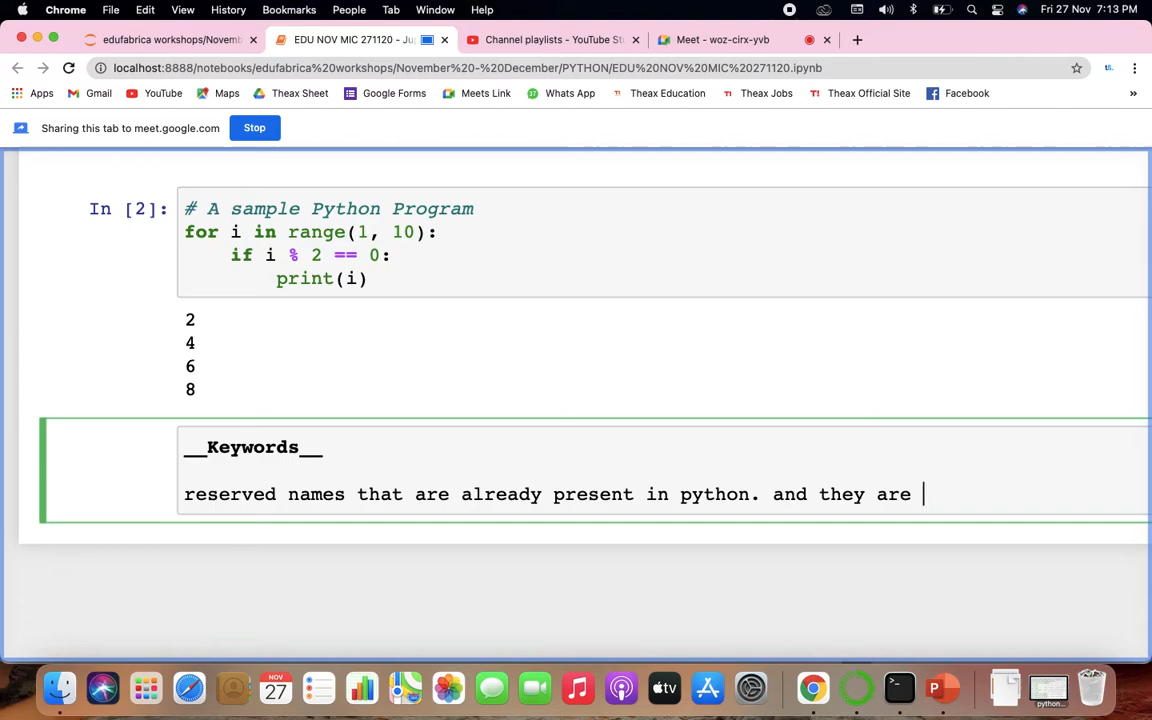 Chrome File Edit View History Bookmarks People Tab Window Help Fri 27 Nov 7:13 PM
edufabrica workshops/Novemb EDU NOV MIC 271120 - Ju Channel playlists - YouTube St Meet - woz-cirx-yvb
localhost:8888/notebooks/edufabrica%20workshops/November%20-%20December/PYTHON/EDU%20NOV%20MIC%20271120.ipynb
Apps Gmail YouTube Maps Theax Sheet Google Forms Meets Link Whats App Theax Education Theax Jobs Theax Official Site Facebook »
Sharing this tab to meet.google.com Stop
In [2]: # A sample Python Program
for i in range(1, 10):
if i % 2 == 0:
print(i)
2
4
6
8
__Keywords__
reserved names that are already present in python. and they are
NOV
27
tv
python...